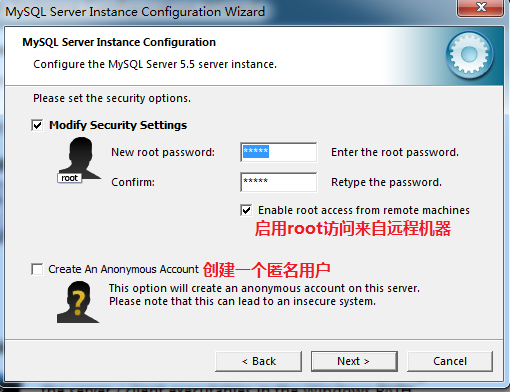 MySQL Server Instance Configuration Wizard
MySQL Server Instance Configuration
Configure the MySQL Server 5.5 server instance.
Please set the security options.
Modify Security Settings
root
New root password: ***** Enter the root password.
Confirm: ***** Retype the password.
Enable root access from remote machines
启用root访问来自远程机器
Create An Anonymous Account 创建一个匿名用户
This option will create an anonymous account on this server.
Please note that this can lead to an insecure system.
< Back Next > Cancel